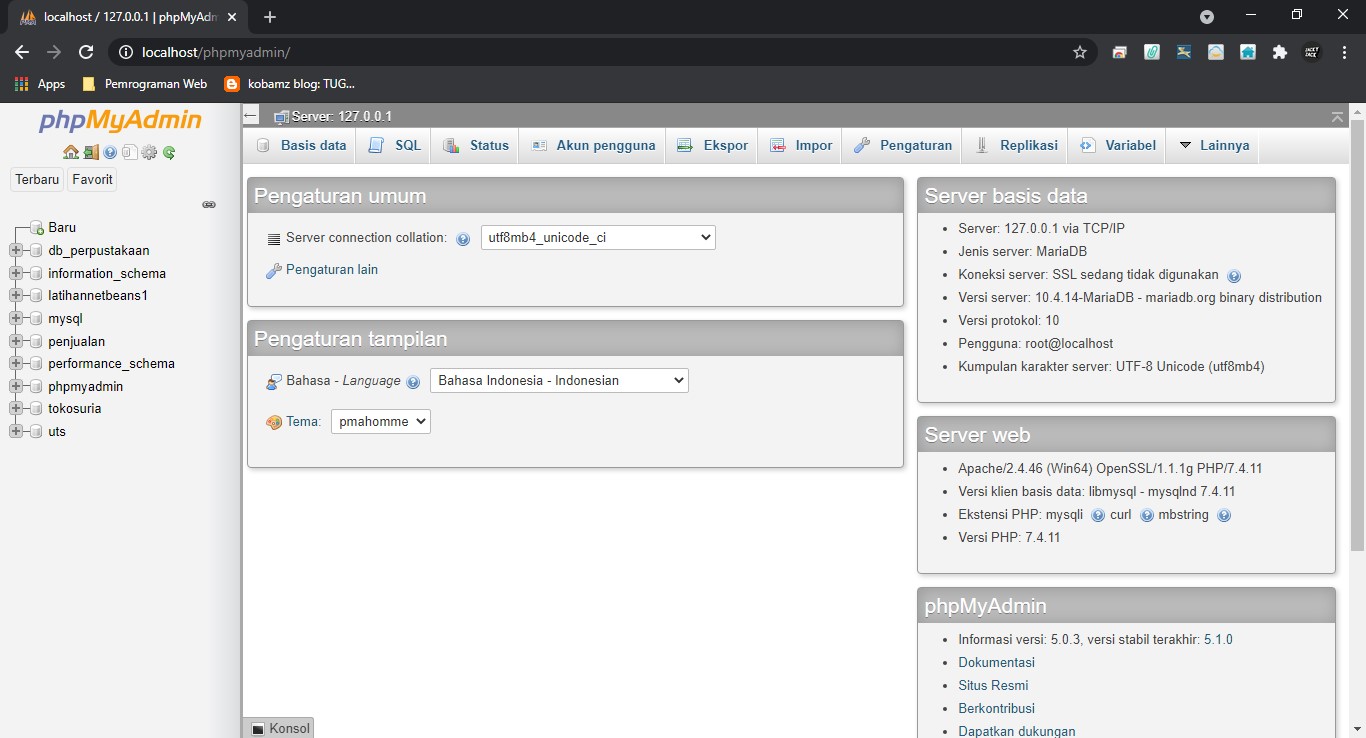 localhost / 127.0.0.1 | phpMyAdm
localhost/phpmyadmin/
Apps
Pemrograman Web
kobamz blog: TUG...
phpMyAdmin
Terbaru
Favorit
Baru
db_perpustakaan
information_schema
latihannetbeans1
mysql
penjualan
performance_schema
phpmyadmin
tokosuria
uts
Server: 127.0.0.1
Basis data
SQL
Status
Akun pengguna
Ekspor
Impor
Pengaturan
Replikasi
Variabel
Lainnya
Pengaturan umum
Server connection collation:
utf8mb4_unicode_ci
Pengaturan lain
Pengaturan tampilan
Bahasa - Language
Bahasa Indonesia - Indonesian
Tema:
pmahomme
Server basis data
Server: 127.0.0.1 via TCP/IP
Jenis server: MariaDB
Koneksi server: SSL sedang tidak digunakan
Versi server: 10.4.14-MariaDB - mariadb.org binary distribution
Versi protokol: 10
Pengguna: root@localhost
Kumpulan karakter server: UTF-8 Unicode (utf8mb4)
Server web
Apache/2.4.46 (Win64) OpenSSL/1.1.1g PHP/7.4.11
Versi klien basis data: libmysql - mysqlnd 7.4.11
Ekstensi PHP: mysqli curl mbstring
Versi PHP: 7.4.11
phpMyAdmin
Informasi versi: 5.0.3, versi stabil terakhir: 5.1.0
Dokumentasi
Situs Resmi
Berkontribusi
Dapatkan dukungan
Konsol